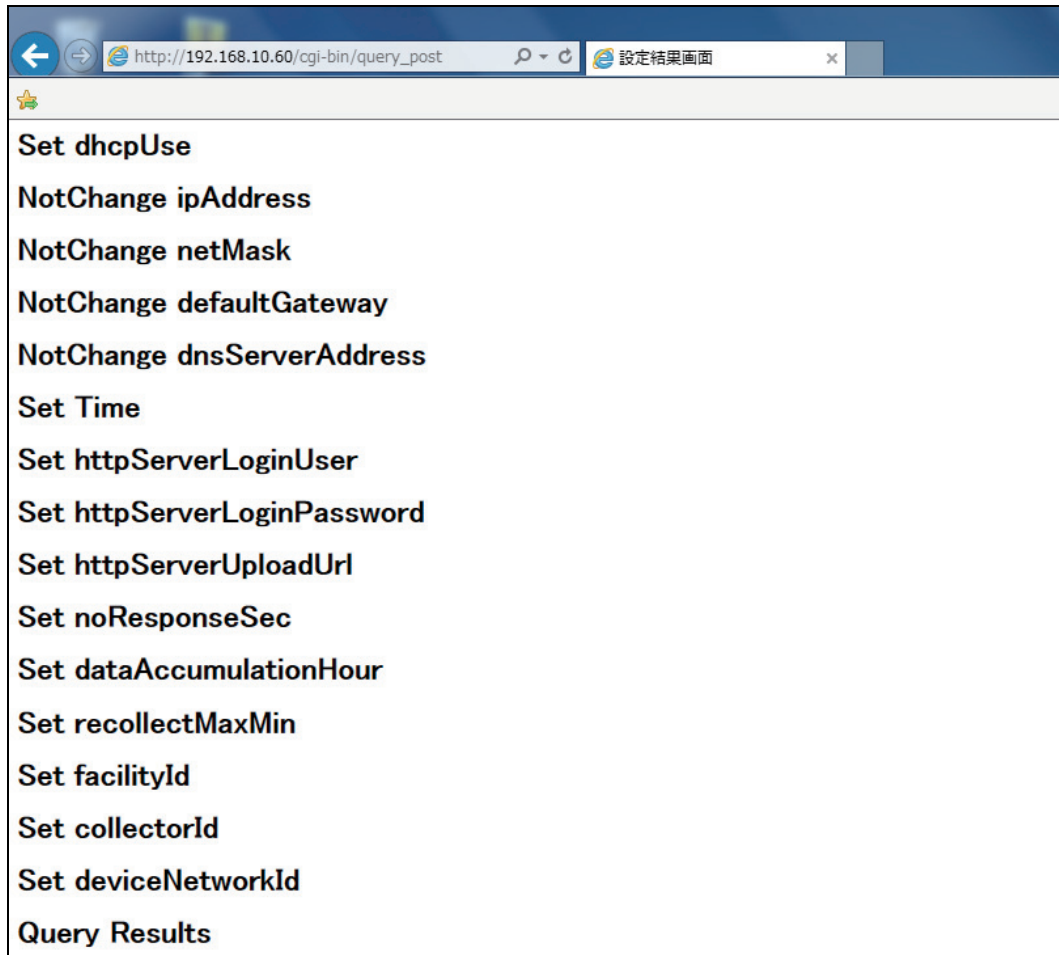 http://192.168.10.60/cgi-bin/query_post
設定結果画面
Set dhcpUse
NotChange ipAddress
NotChange netMask
NotChange defaultGateway
NotChange dnsServerAddress
Set Time
Set httpServerLoginUser
Set httpServerLoginPassword
Set httpServerUploadUrl
Set noResponseSec
Set dataAccumulationHour
Set recollectMaxMin
Set facilityId
Set collectorId
Set deviceNetworkId
Query Results